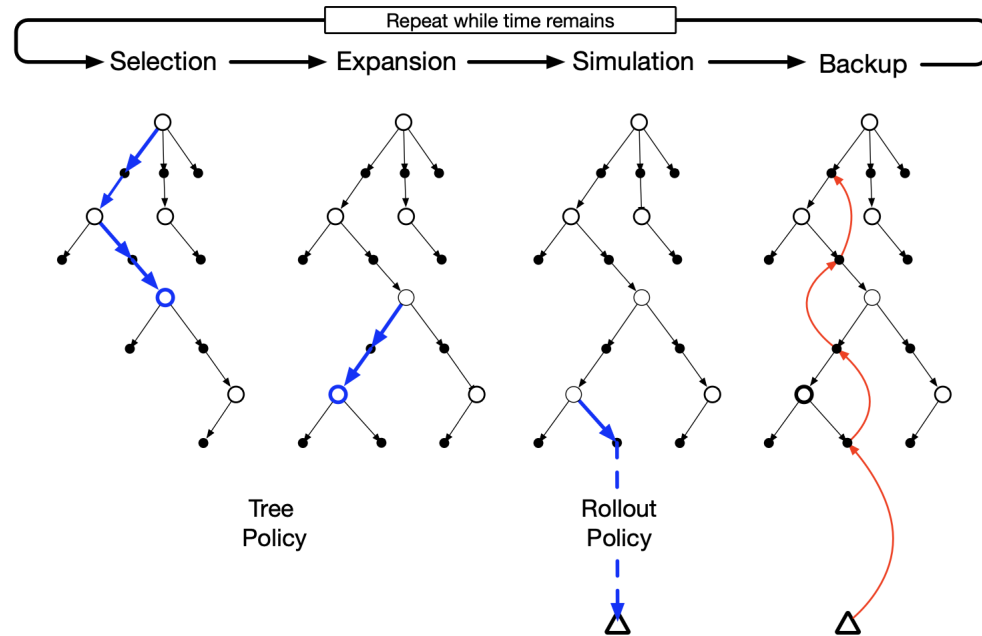 Repeat while time remains
Selection
Expansion
Simulation
Backup
Tree
Policy
Rollout
Policy